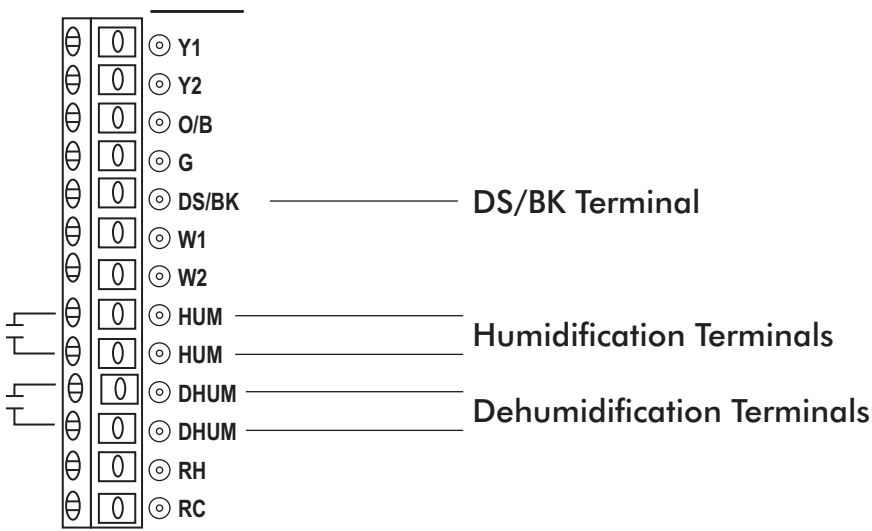 Y1
Y2
O/B
G
DS/BK DS/BK Terminal
W1
W2
HUM
HUM
Humidification Terminals
DHUM
DHUM
Dehumidification Terminals
RH
RC